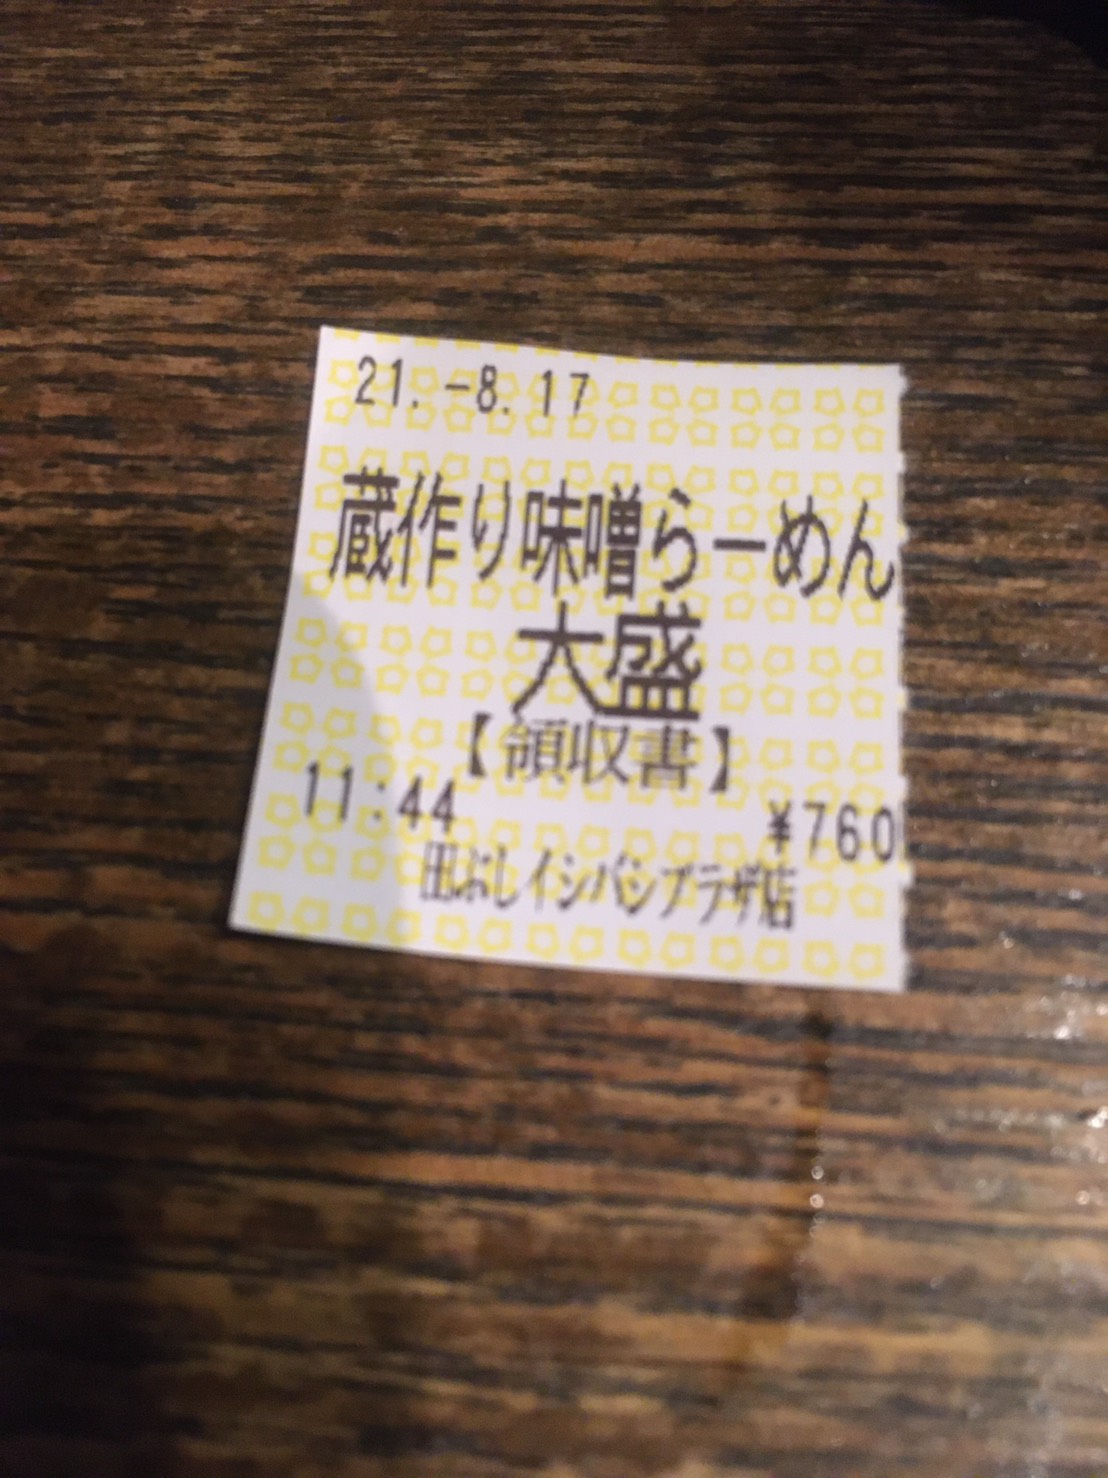 21.-8.17
蔵作り味噌らーめん
大盛
【領収書】
11:44 ¥760
田ぶしイシバシプラザ店